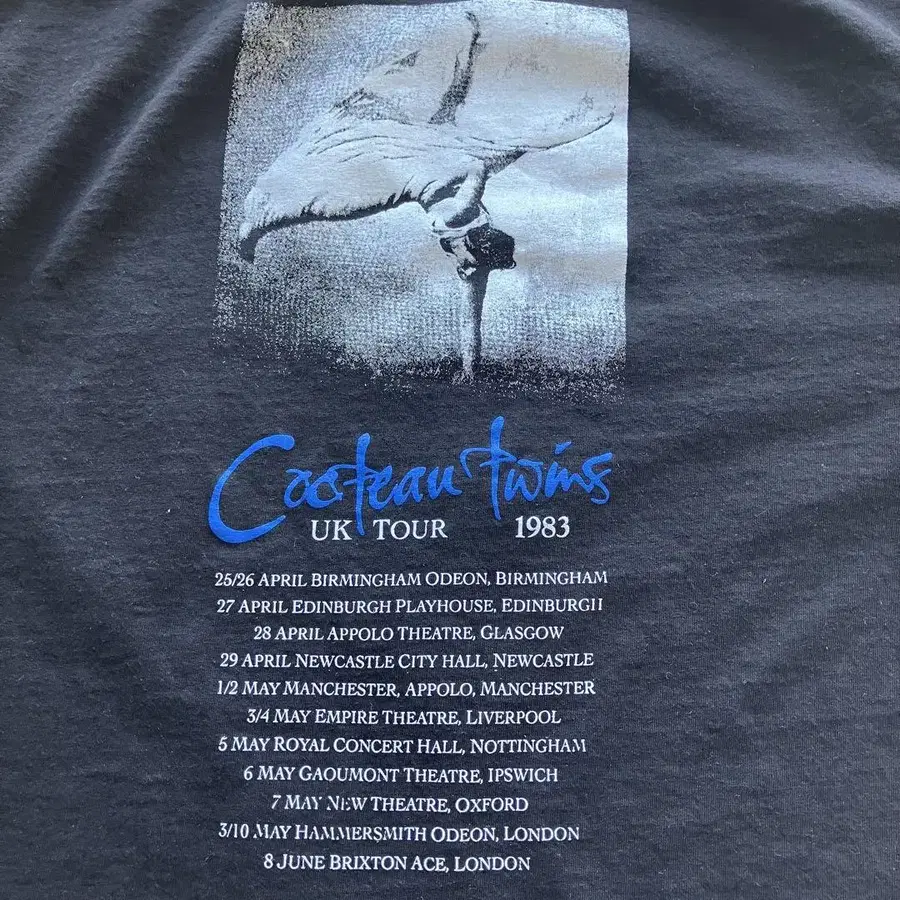 Cocteau Twins
UK TOUR 1983
25/26 APRIL BIRMINGHAM ODEON, BIRMINGHAM
27 APRIL EDINBURGH PLAYHOUSE, EDINBURGH
28 APRIL APPOLO THEATRE, GLASGOW
29 APRIL NEWCASTLE CITY HALL, NEWCASTLE
1/2 MAY MANCHESTER, APPOLO, MANCHESTER
3/4 MAY EMPIRE THEATRE, LIVERPOOL
5 MAY ROYAL CONCERT HALL, NOTTINGHAM
6 MAY GAOUMONT THEATRE, IPSWICH
7 MAY NEW THEATRE, OXFORD
3/10 MAY HAMMERSMITH ODEON, LONDON
8 JUNE BRIXTON ACE, LONDON